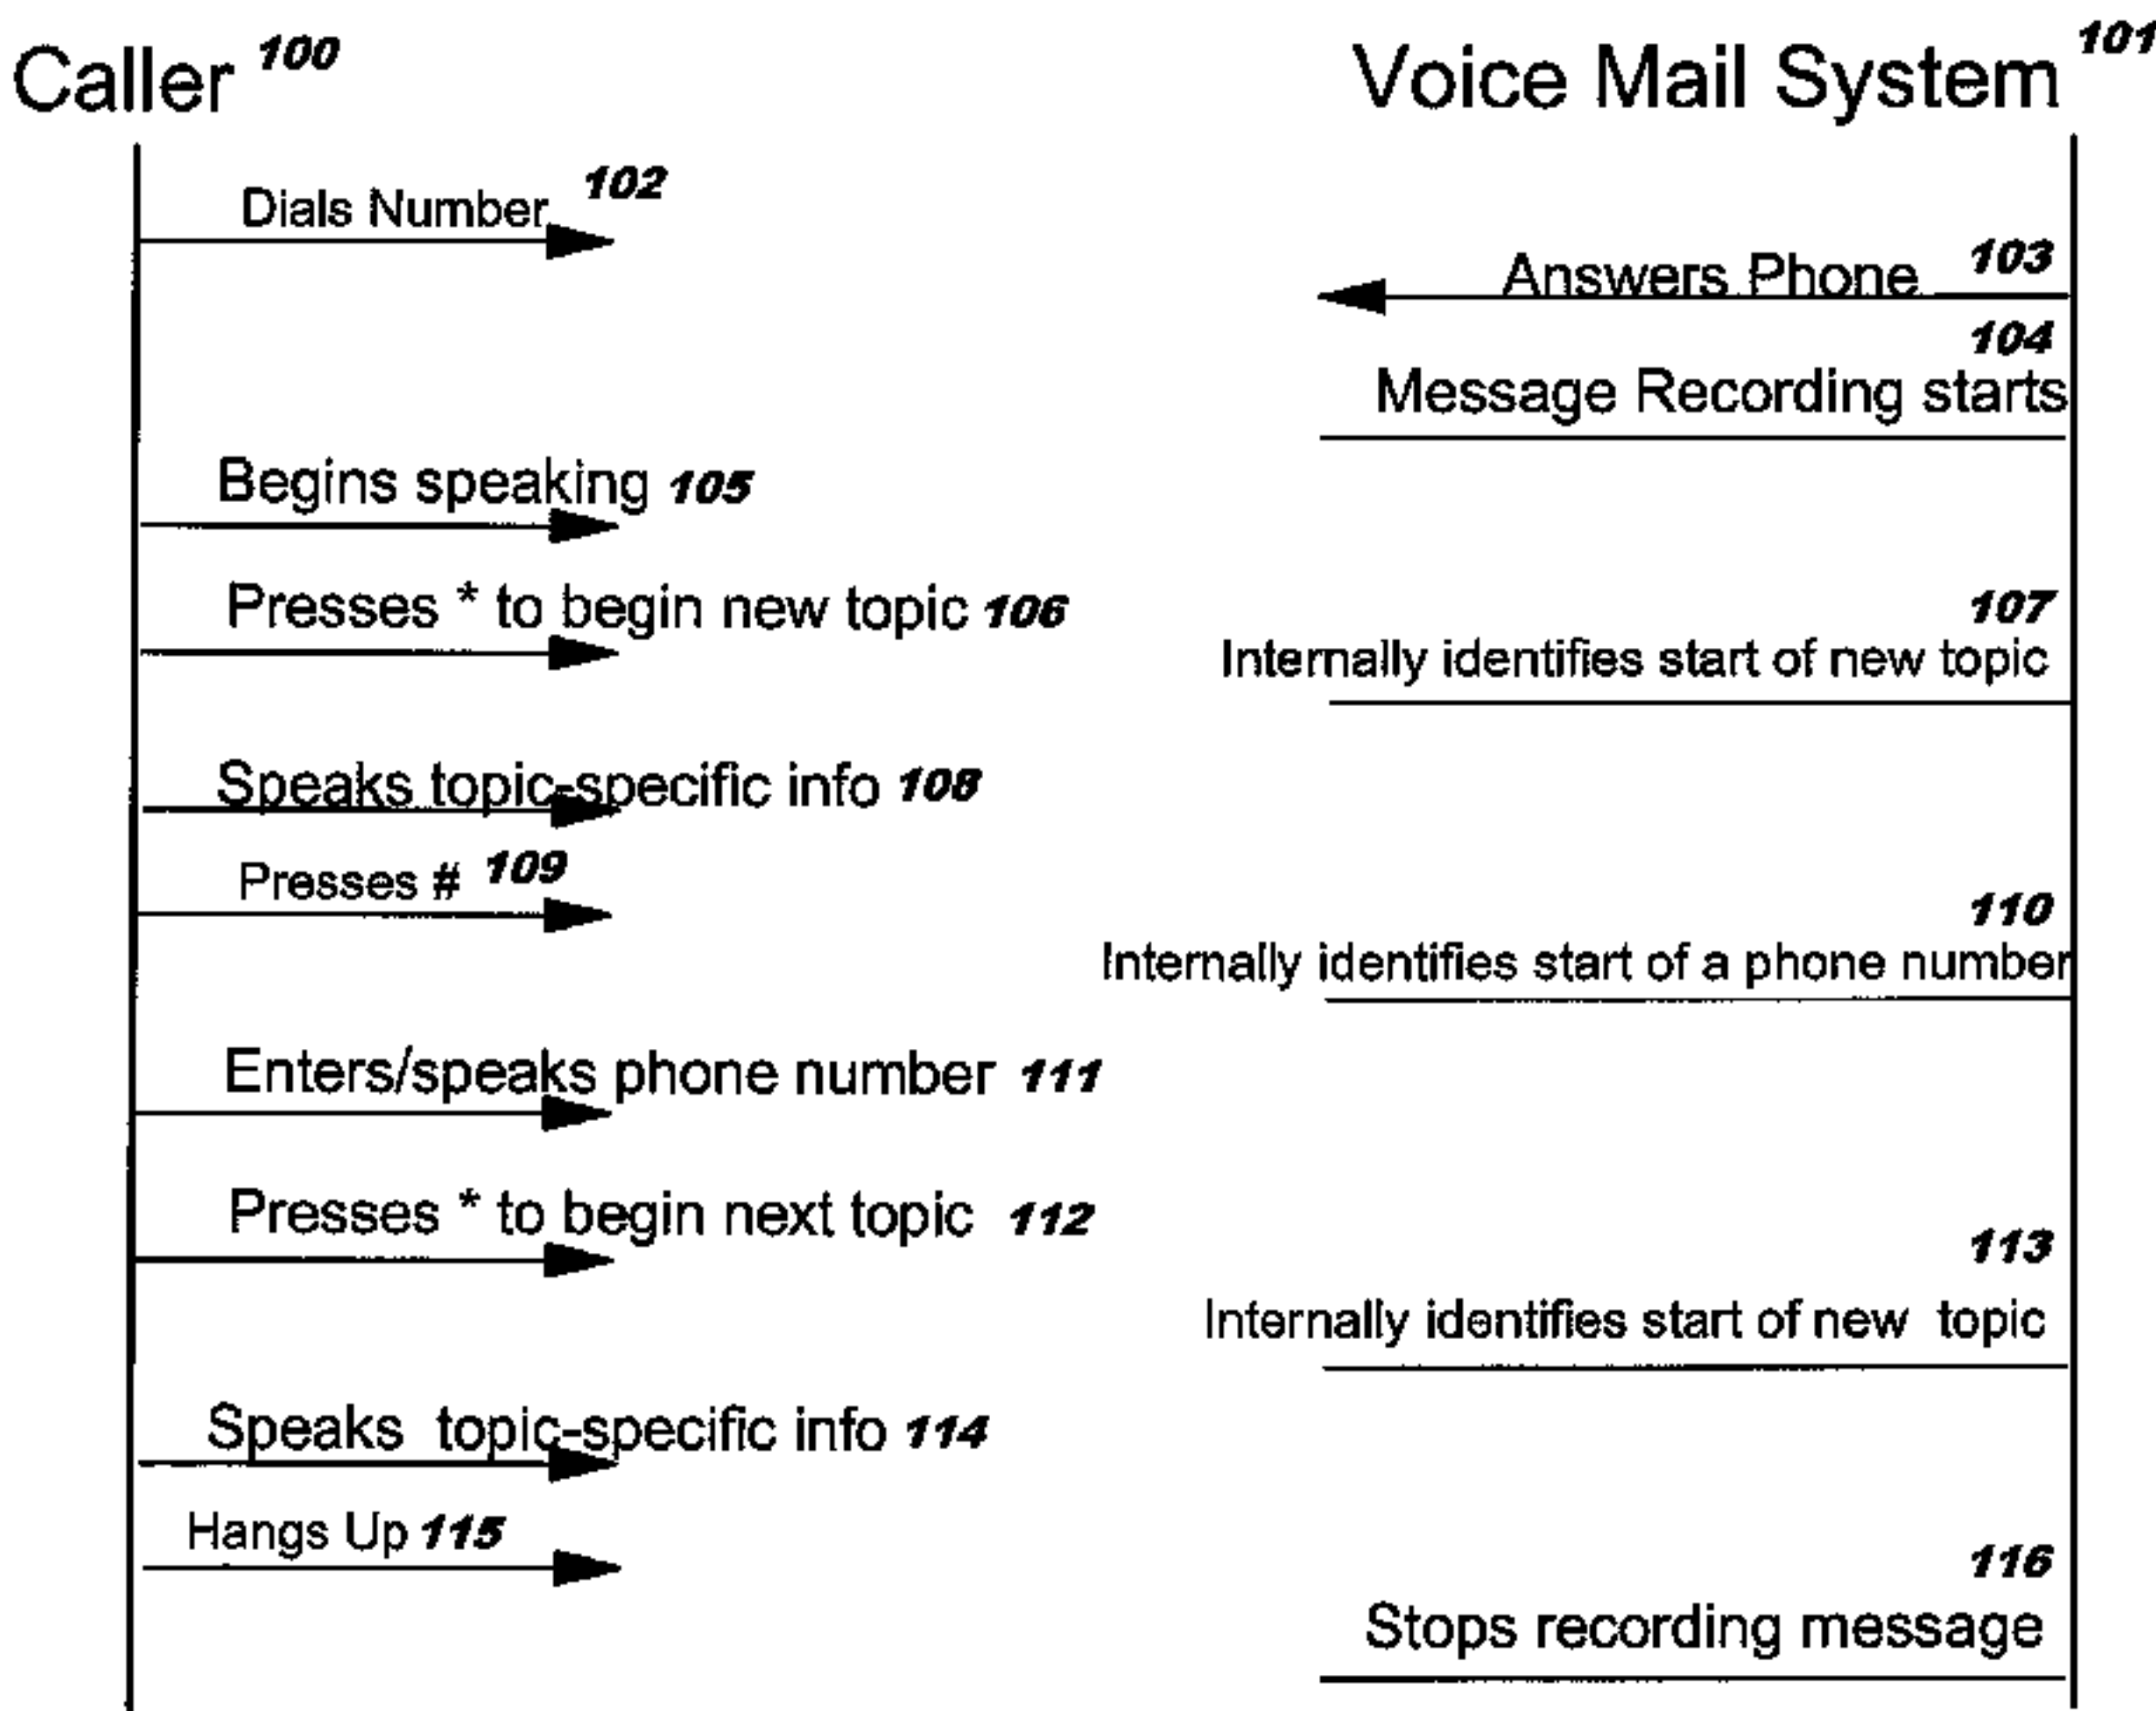 Caller 100
Voice Mail System 101
Dials Number 102
Answers Phone 103
104
Message Recording starts
Begins speaking 105
Presses * to begin new topic 106
107
Internally identifies start of new topic
Speaks topic-specific info 108
Presses # 109
110
Internally identifies start of a phone number
Enters/speaks phone number 111
Presses * to begin next topic 112
113
Internally identifies start of new topic
Speaks topic-specific info 114
Hangs Up 115
116
Stops recording message